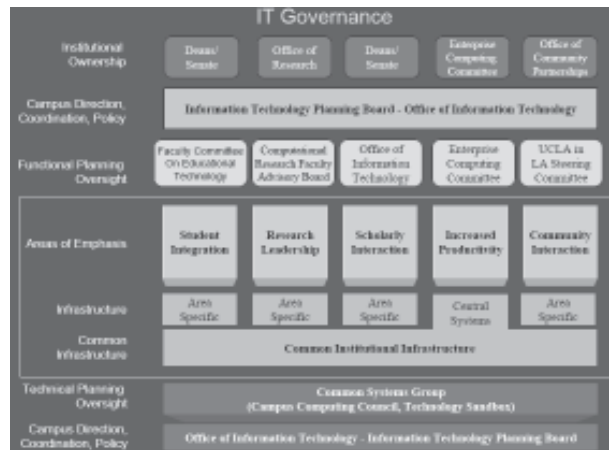 IT Governance
Institutional
Ownership
Deans/
Senate
Office of
Research
Deans/
Senate
Enterprise
Computing
Committee
Office of
Community
Partnerships
Campus Direction,
Coordination, Policy
Information Technology Planning Board - Office of Information Technology
Functional Planning
Oversight
Faculty Committee
On Educational
Technology
Computational
Research Faculty
Advisory Board
Office of
Information
Technology
Enterprise
Computing
Committee
UCLA in
LA Steering
Committee
Areas of Emphasis
Student
Integration
Research
Leadership
Scholarly
Interaction
Increased
Productivity
Community
Interaction
Infrastructure
Area
Specific
Area
Specific
Area
Specific
Central
Systems
Area
Specific
Common
Infrastructure
Common Institutional Infrastructure
Technical Planning
Oversight
Common Systems Group
(Campus Computing Council, Technology Sandbox)
Campus Direction,
Coordination, Policy
Office of Information Technology - Information Technology Planning Board